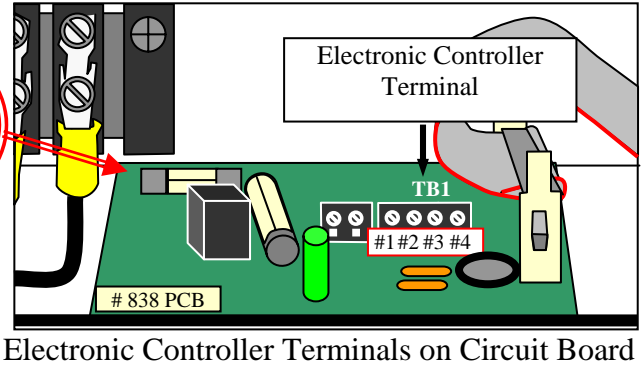 Electronic Controller
Terminal
TB1
#1 #2 #3 #4
# 838 PCB
Electronic Controller Terminals on Circuit Board